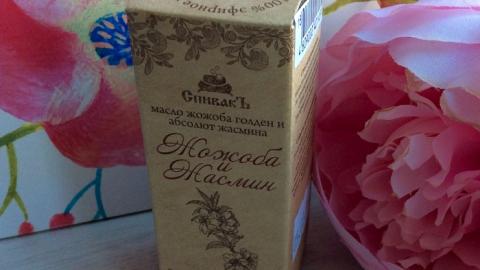 СпивакЪ
масло жожоба голден и
абсолют жасмина
Жожоба
и
Жасмин